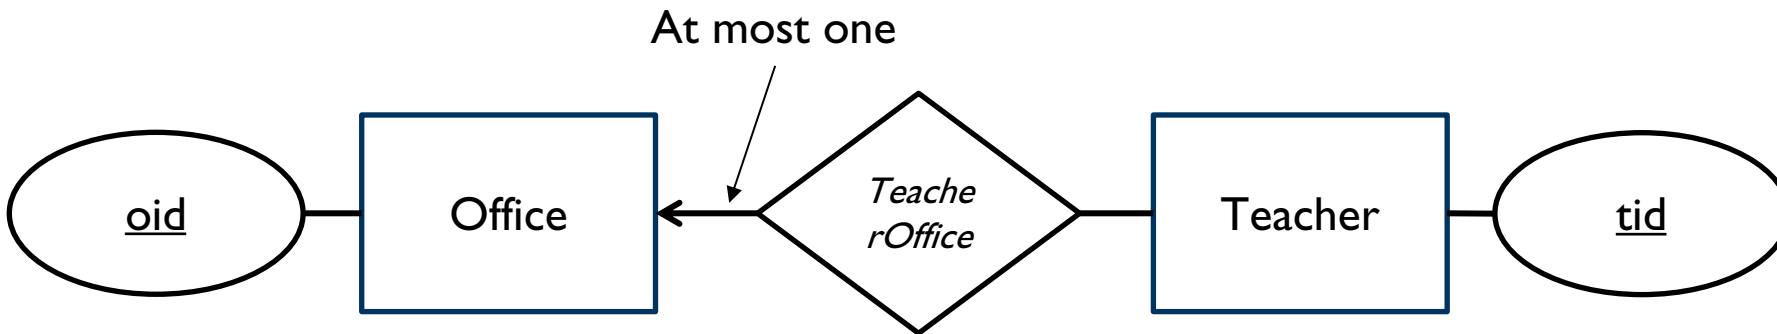 At most one
oid
Office
Teache
rOffice
Teacher
tid